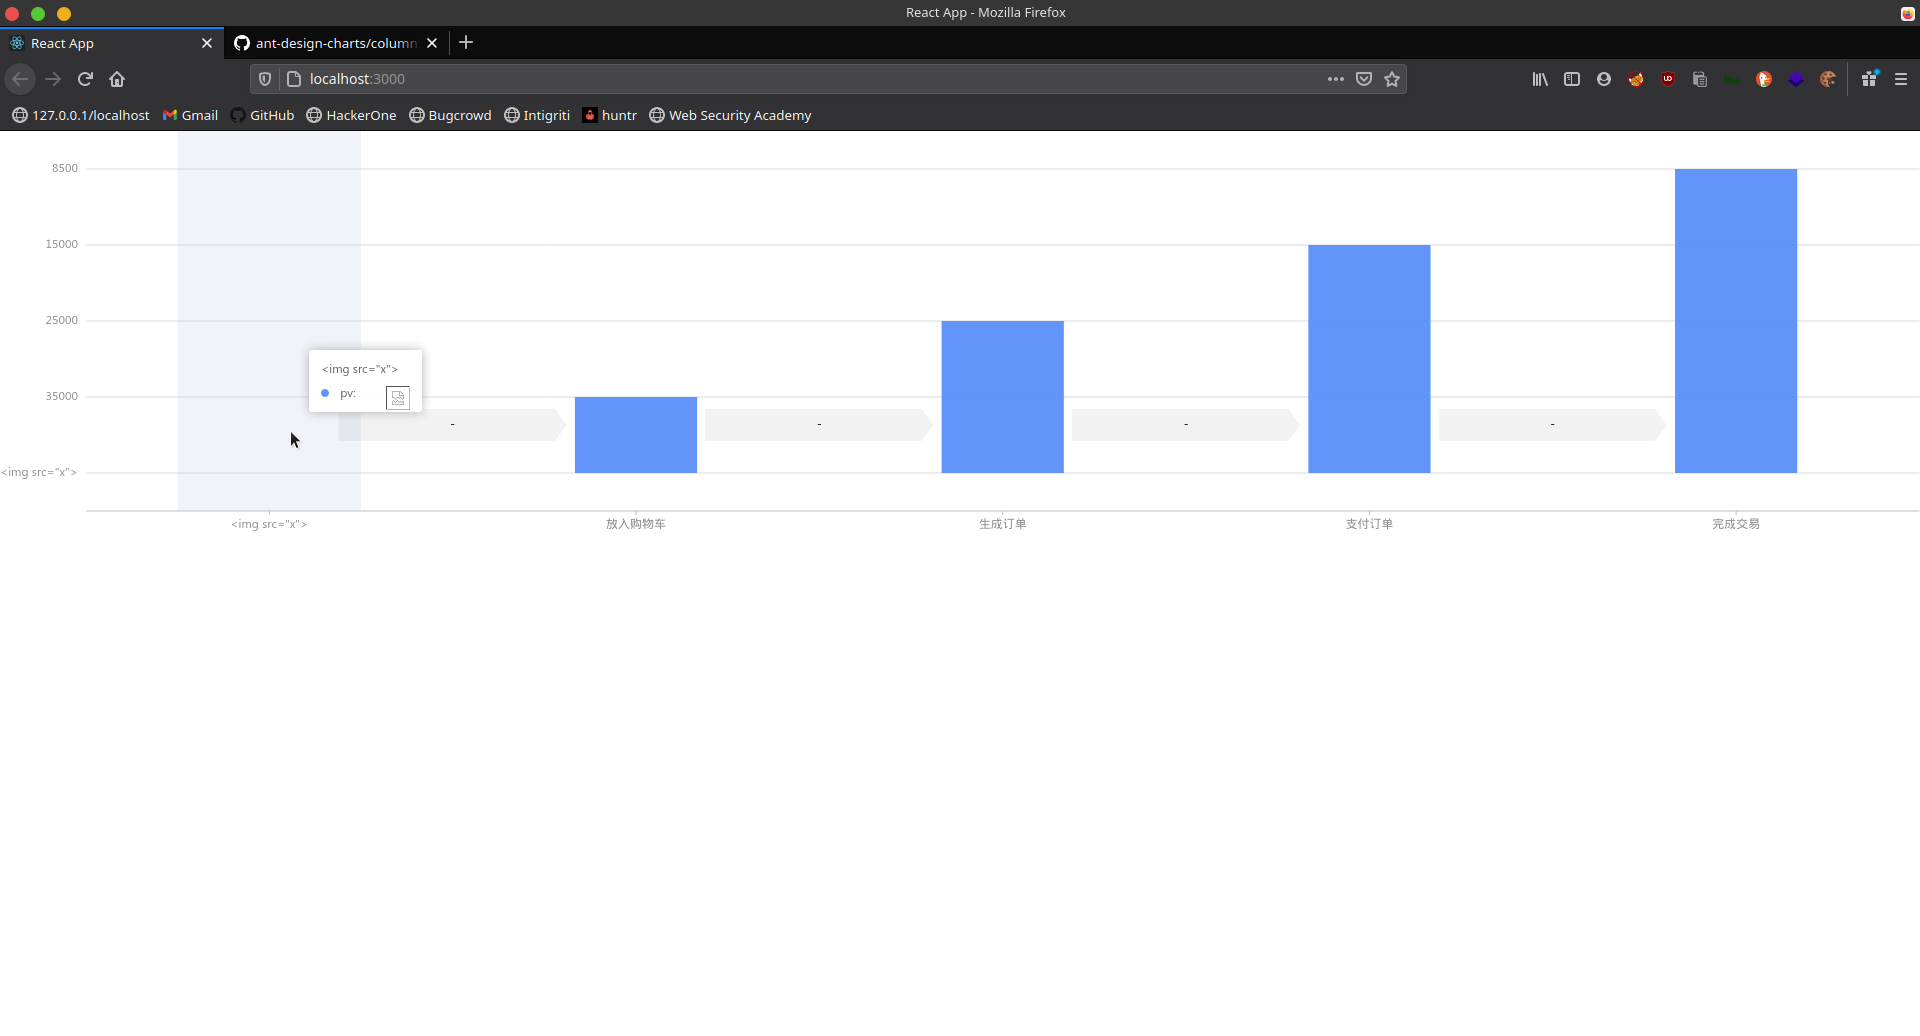 React App - Mozilla Firefox
React App
ant-design-charts/column
localhost:3000
127.0.0.1/localhost
Gmail
GitHub
HackerOne
Bugcrowd
Intigriti
huntr
Web Security Academy
8500
15000
25000
35000
<img src="x">
<img src="x">
pv:
-
-
-
-
<img src="x">
放入购物车
生成订单
支付订单
完成交易